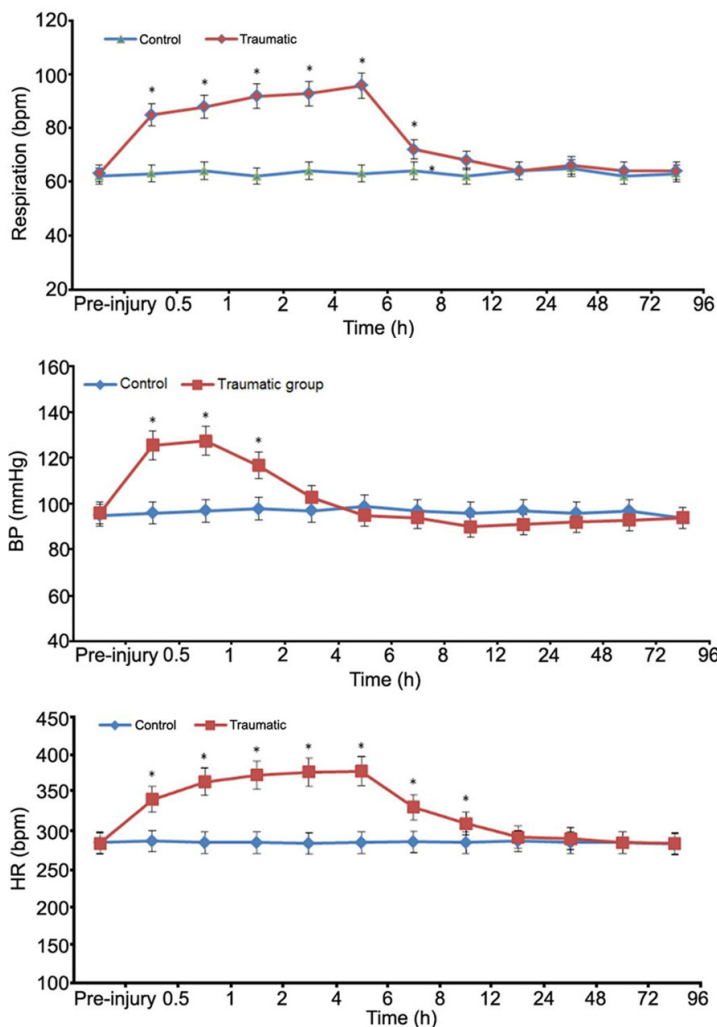 120
Control Traumatic
100
* * * * *
80
*
*
60
40
20
Respiration (bpm)
Pre-injury 0.5 1 2 4 6 8 12 24 48 72 96
Time (h)
160
Control Traumatic group
140
* * *
120
100
80
60
40
BP (mmHg)
Pre-injury 0.5 1 2 4 6 8 12 24 48 72 96
Time (h)
450
Control Traumatic
400
* * * * *
350
* *
300
250
200
150
100
HR (bpm)
Pre-injury 0.5 1 2 4 6 8 12 24 48 72 96
Time (h)